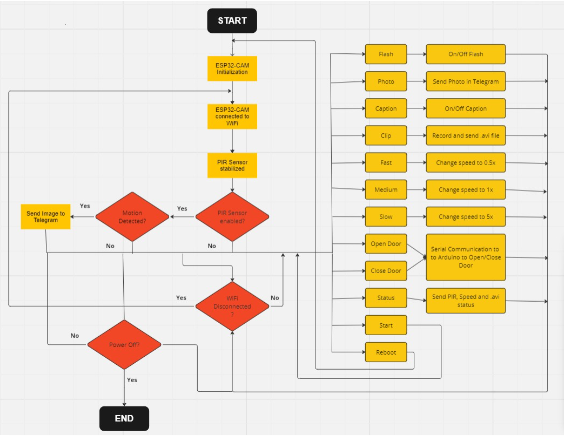 START
ESP32-CAM
Initialization
ESP32-CAM
connected to
WiFi
PIR Sensor
stabilized
PIR Sensor
enabled?
Yes
No
Motion
Detected?
Yes
No
Send Image to
Telegram
WiFi
Disconnected
?
Yes
No
Power Off?
No
Yes
END
Flash
On/Off Flash
Photo
Send Photo in Telegram
Caption
On/Off Caption
Clip
Record and send .avi file
Fast
Change speed to 0.5x
Medium
Change speed to 1x
Slow
Change speed to 5x
Open Door
Close Door
Serial Communication to
to Arduino to Open/Close
Door
Status
Send PIR, Speed and .avi
status
Start
Reboot